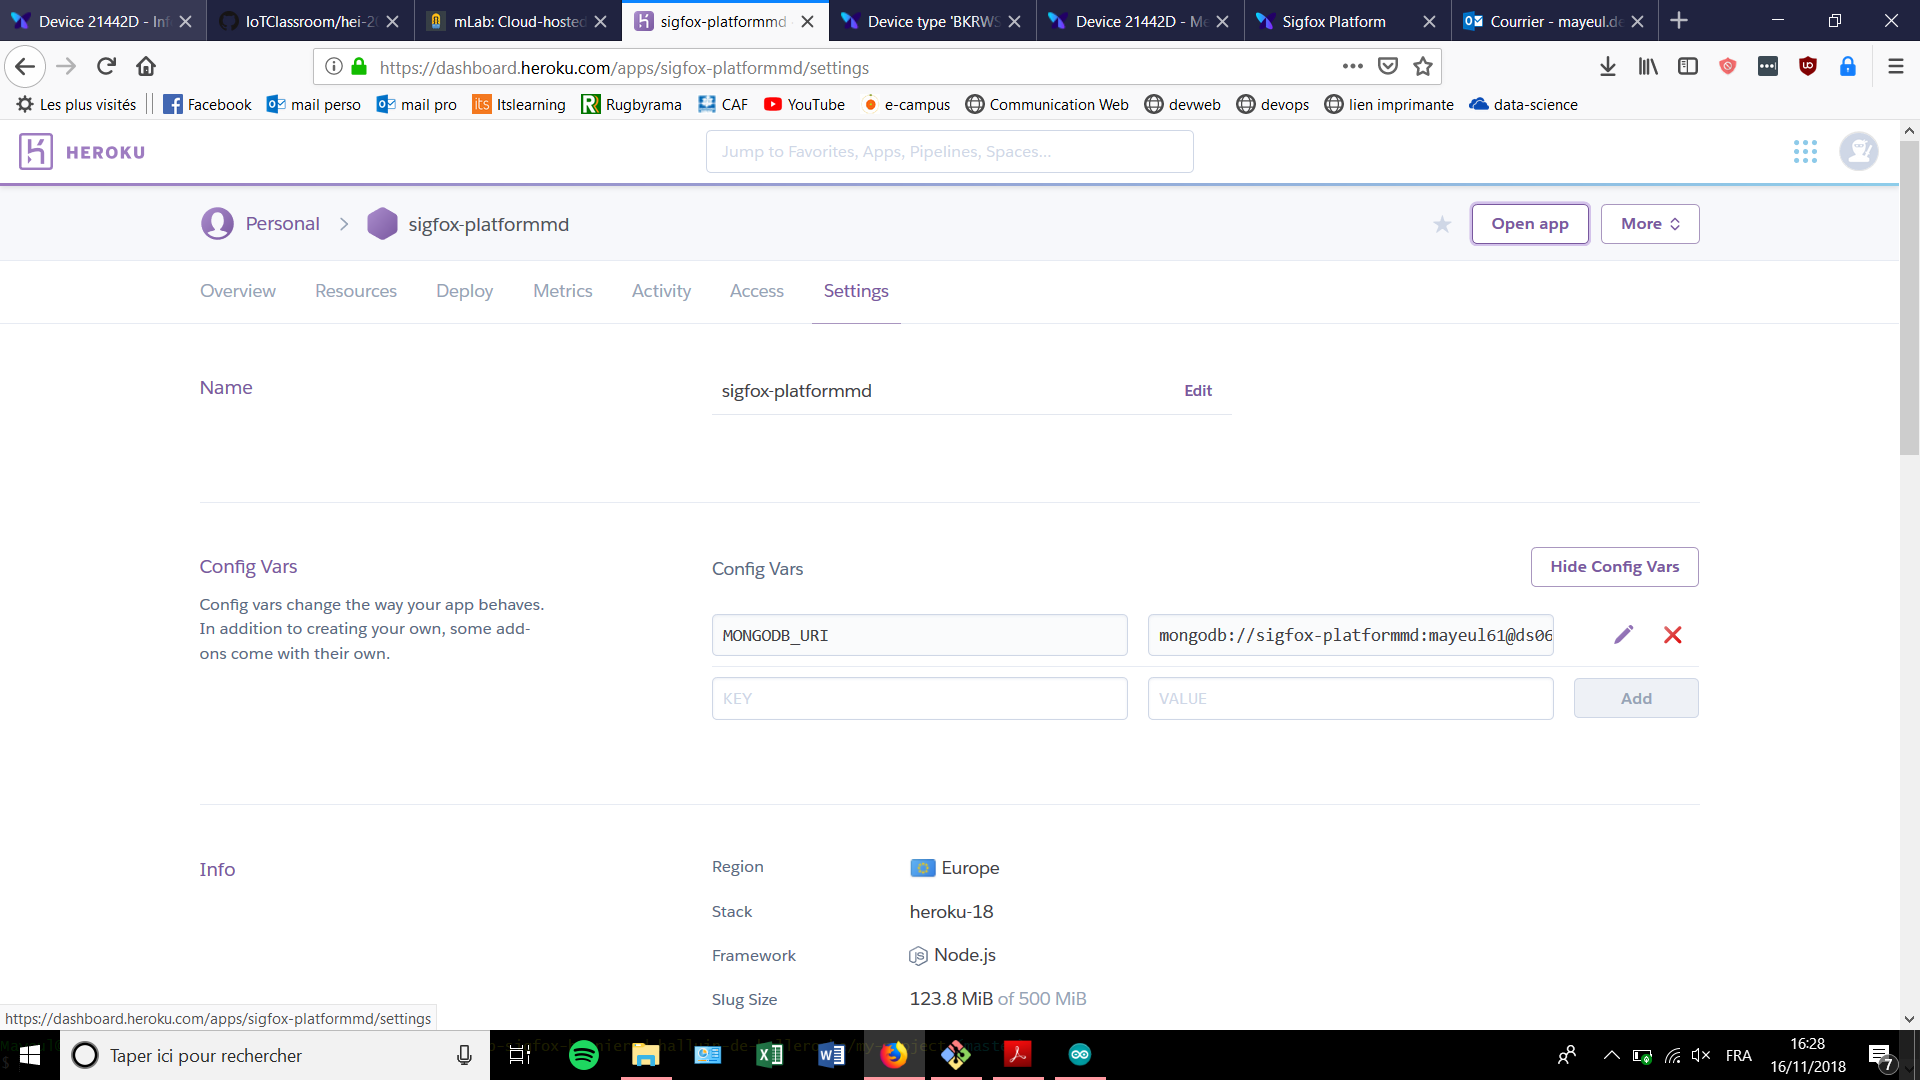 Device 21442D - Inf
IoTClassroom/hei-20
mLab: Cloud-hosted
sigfox-platformmd
Device type 'BKRWS
Device 21442D - Me
Sigfox Platform
Courrier - mayeul.de
https://dashboard.heroku.com/apps/sigfox-platformmd/settings
Les plus visités
Facebook
mail perso
mail pro
its Itslearning
Rugbyrama
CAF
YouTube
e-campus
Communication Web
devweb
devops
lien imprimante
data-science
HEROKU
Jump to Favorites, Apps, Pipelines, Spaces...
Personal
sigfox-platformmd
Open app
More
Overview
Resources
Deploy
Metrics
Activity
Access
Settings
Name
sigfox-platformmd
Edit
Config Vars
Config vars change the way your app behaves.
In addition to creating your own, some add-
ons come with their own.
Config Vars
Hide Config Vars
MONGODB_URI
mongodb://sigfox-platformmd:mayeul61@ds06
KEY
VALUE
Add
Info
Region
Europe
Stack
heroku-18
Framework
Node.js
Slug Size
123.8 MiB of 500 MiB
https://dashboard.heroku.com/apps/sigfox-platformmd/settings
Taper ici pour rechercher
FRA
16:28
16/11/2018
7